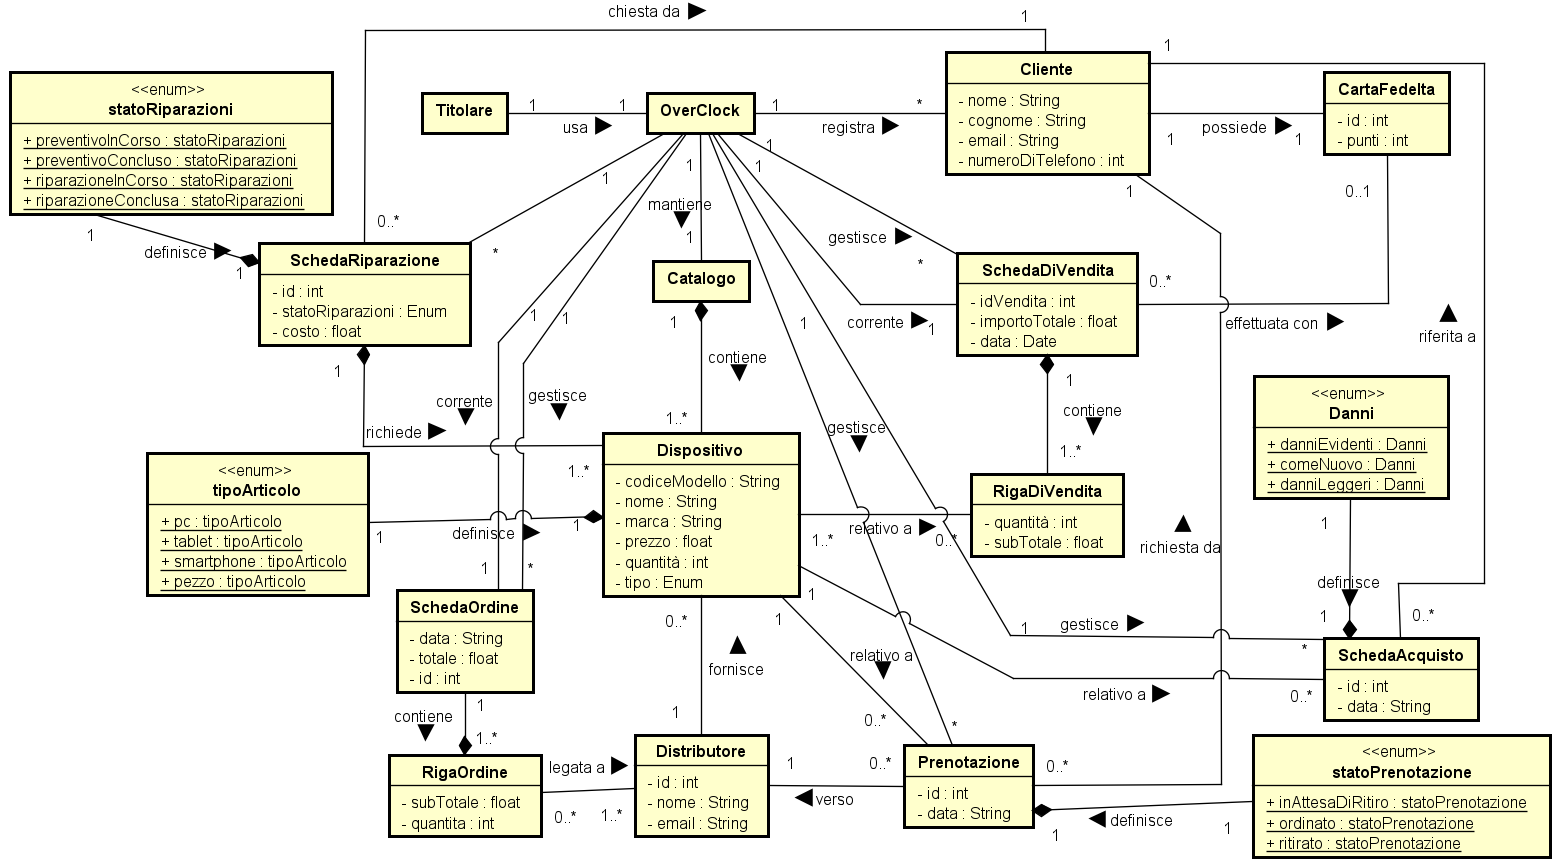 chiesta da
1
<<enum>>
statoRiparazioni
+ preventivoInCorso : statoRiparazioni
+ preventivoConcluso : statoRiparazioni
+ riparazioneInCorso : statoRiparazioni
+ riparazioneConclusa : statoRiparazioni
Titolare
1
1
usa
OverClock
1
*
registra
Cliente
- nome : String
- cognome : String
- email : String
- numeroDiTelefono : int
1
1
possiede
1
CartaFedelta
- id : int
- punti : int
1
definisce
1
0..*
1
*
1
mantiene
1
1
1
gestisce
*
corrente
1
1
0..1
0..*
effettuata con
riferita a
SchedaRiparazione
- id : int
- statoRiparazioni : Enum
- costo : float
1
richiede
1..*
Catalogo
1
contiene
1..*
SchedaDiVendita
- idVendita : int
- importoTotale : float
- data : Date
1
contiene
1..*
1
1
corrente
gestisce
1
gestisce
<<enum>>
Danni
+ danniEvidenti : Danni
+ comeNuovo : Danni
+ danniLeggeri : Danni
<<enum>>
tipoArticolo
+ pc : tipoArticolo
+ tablet : tipoArticolo
+ smartphone : tipoArticolo
+ pezzo : tipoArticolo
1
definisce
1
Dispositivo
- codiceModello : String
- nome : String
- marca : String
- prezzo : float
- quantità : int
- tipo : Enum
1..*
relativo a
0..*
RigaDiVendita
- quantità : int
- subTotale : float
richiesta da
1
definisce
1
0..*
1
*
SchedaOrdine
- data : String
- totale : float
- id : int
0..*
fornisce
1
1
1
relativo a
0..*
1
gestisce
*
relativo a
0..*
SchedaAcquisto
- id : int
- data : String
1
contiene
1..*
RigaOrdine
- subTotale : float
- quantita : int
legata a
0..*
1..*
Distributore
- id : int
- nome : String
- email : String
1
verso
0..*
*
Prenotazione
- id : int
- data : String
0..*
1
definisce
1
<<enum>>
statoPrenotazione
+ inAttesaDiRitiro : statoPrenotazione
+ ordinato : statoPrenotazione
+ ritirato : statoPrenotazione